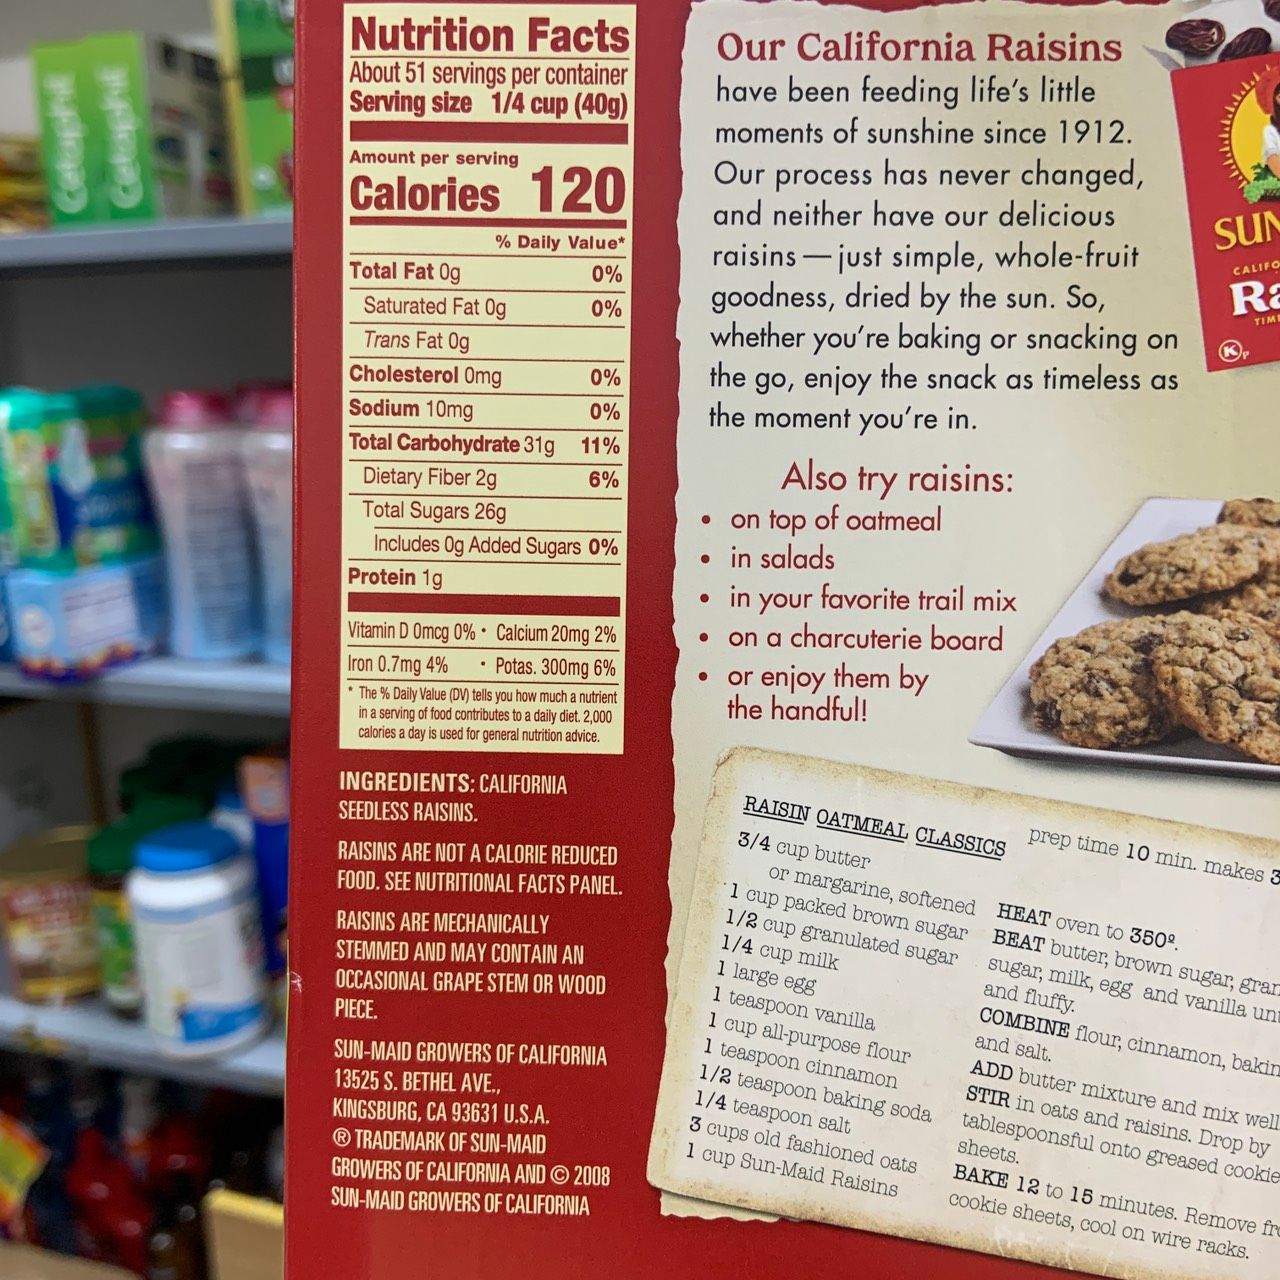 Cetaphil
Cetaphil
Nutrition Facts
About 51 servings per container
Serving size 1/4 cup (40g)
Amount per serving
Calories 120
% Daily Value*
Total Fat 0g 0%
Saturated Fat 0g 0%
Trans Fat 0g
Cholesterol 0mg 0%
Sodium 10mg 0%
Total Carbohydrate 31g 11%
Dietary Fiber 2g 6%
Total Sugars 26g
Includes 0g Added Sugars 0%
Protein 1g
Vitamin D 0mcg 0% • Calcium 20mg 2%
Iron 0.7mg 4% • Potas. 300mg 6%
* The % Daily Value (DV) tells you how much a nutrient
in a serving of food contributes to a daily diet. 2,000
calories a day is used for general nutrition advice.
INGREDIENTS: CALIFORNIA
SEEDLESS RAISINS.
RAISINS ARE NOT A CALORIE REDUCED
FOOD. SEE NUTRITIONAL FACTS PANEL.
RAISINS ARE MECHANICALLY
STEMMED AND MAY CONTAIN AN
OCCASIONAL GRAPE STEM OR WOOD
PIECE.
SUN-MAID GROWERS OF CALIFORNIA
13525 S. BETHEL AVE.,
KINGSBURG, CA 93631 U.S.A.
® TRADEMARK OF SUN-MAID
GROWERS OF CALIFORNIA AND © 2008
SUN-MAID GROWERS OF CALIFORNIA
Our California Raisins
have been feeding life's little
moments of sunshine since 1912.
Our process has never changed,
and neither have our delicious
raisins — just simple, whole-fruit
goodness, dried by the sun. So,
whether you're baking or snacking on
the go, enjoy the snack as timeless as
the moment you're in.
Also try raisins:
• on top of oatmeal
• in salads
• in your favorite trail mix
• on a charcuterie board
• or enjoy them by
the handful!
SUN
CALIFO
Ra
TIM
K P
RAISIN OATMEAL CLASSICS prep time 10 min. makes 3
3/4 cup butter
or margarine, softened
1 cup packed brown sugar
1/2 cup granulated sugar
1/4 cup milk
1 large egg
1 teaspoon vanilla
1 cup all-purpose flour
1 teaspoon cinnamon
1/2 teaspoon baking soda
1/4 teaspoon salt
3 cups old fashioned oats
1 cup Sun-Maid Raisins
HEAT oven to 350º.
BEAT butter, brown sugar, gran
sugar, milk, egg and vanilla unt
and fluffy.
COMBINE flour, cinnamon, bakin
and salt.
ADD butter mixture and mix well
STIR in oats and raisins. Drop by
tablespoonsful onto greased cookie
sheets.
BAKE 12 to 15 minutes. Remove fro
cookie sheets, cool on wire racks.